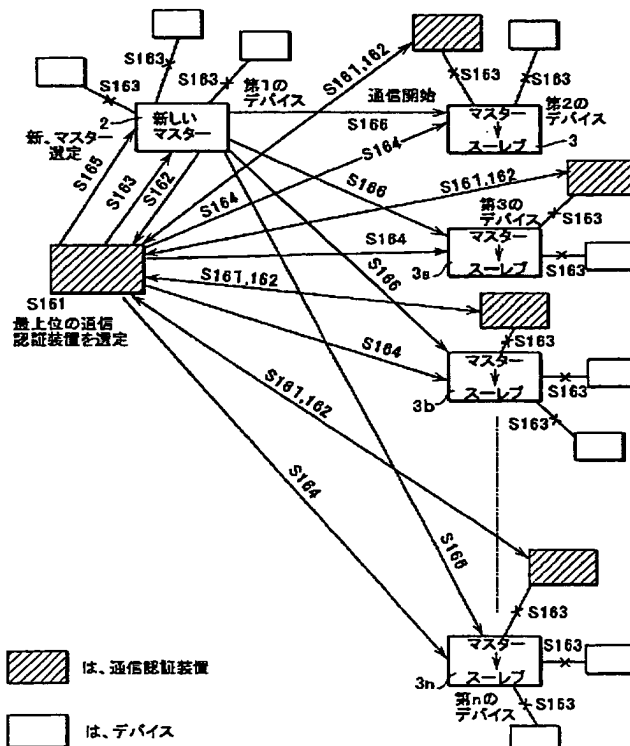 S163
S163
S163
第1の
デバイス
2
新しい
マスター
新、マスター
選定
S165
S163
S162
S164
S161
最上位の通信
認証装置を選定
S161,162
S163
S163
通信開始
S166
S164
第2の
デバイス
マスター
スーレブ
3
S166
S161,162
S163
第3の
デバイス
S164
マスター
スーレブ
3a
S163
S161,162
S166
S163
S164
マスター
スーレブ
3b
S163
S163
S161,162
S164
S166
S163
マスター
スーレブ
3n
S163
第nの
デバイス
S163
は、通信認証装置
は、デバイス